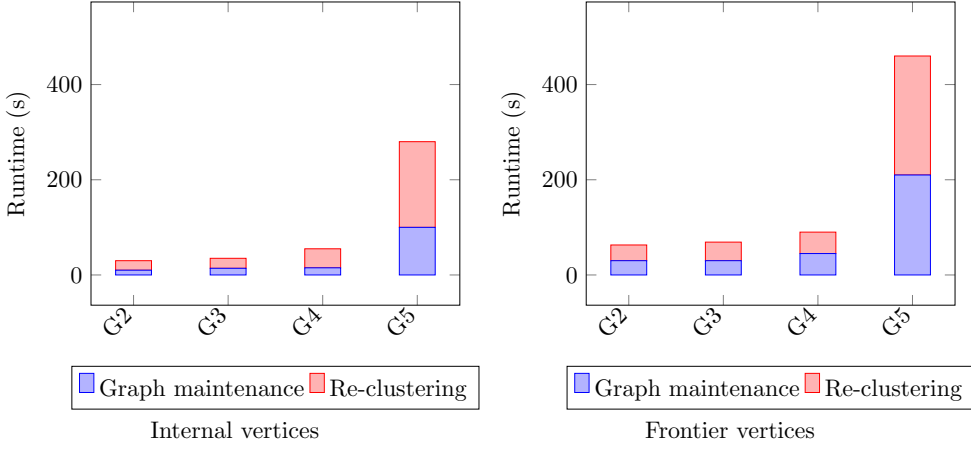 Runtime (s)
400
200
0
G2
G3
G4
G5
Graph maintenance
Re-clustering
Internal vertices
Runtime (s)
400
200
0
G2
G3
G4
G5
Graph maintenance
Re-clustering
Frontier vertices